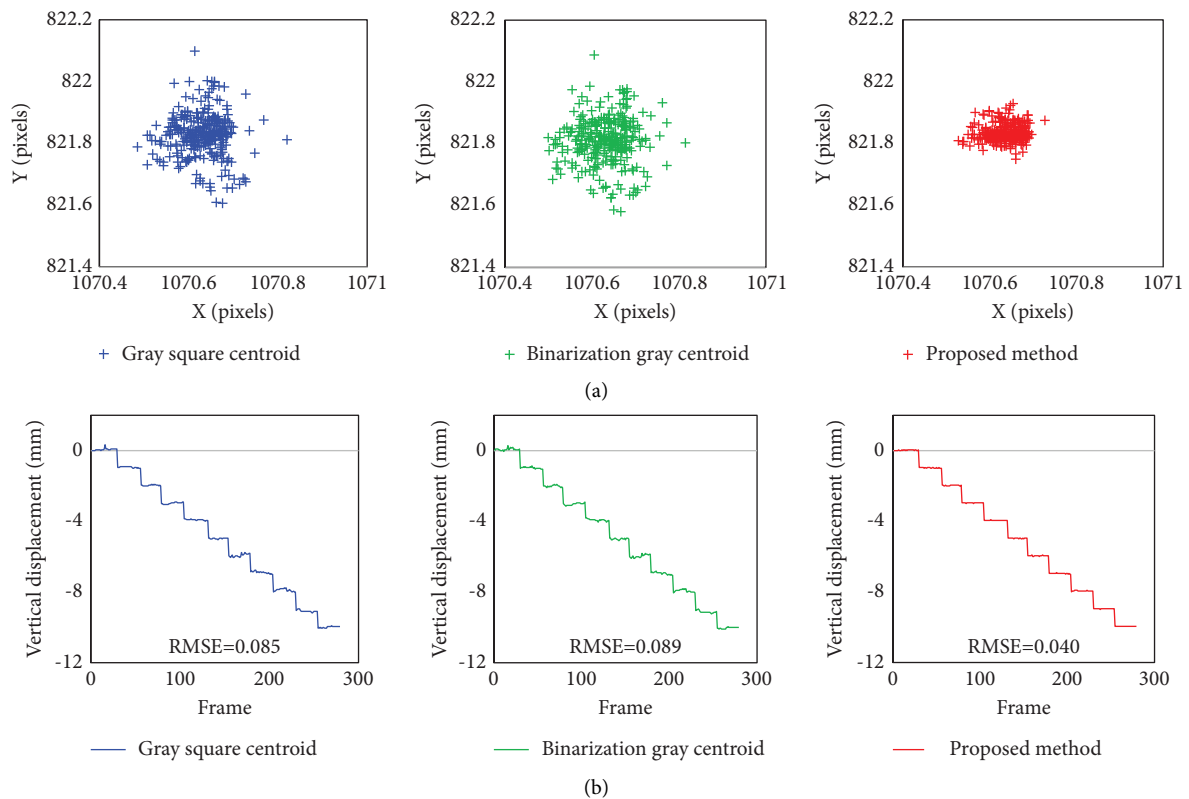 822.2
822
821.8
821.6
821.4
1070.4
1070.6
1070.8
1071
Y (pixels)
X (pixels)
+ Gray square centroid
822.2
822
821.8
821.6
821.4
1070.4
1070.6
1070.8
1071
Y (pixels)
X (pixels)
+ Binarization gray centroid
822.2
822
821.8
821.6
821.4
1070.4
1070.6
1070.8
1071
Y (pixels)
X (pixels)
+ Proposed method
(a)
0
-4
-8
-12
0
100
200
300
Vertical displacement (mm)
RMSE=0.085
Frame
Gray square centroid
0
-4
-8
-12
0
100
200
300
Vertical displacement (mm)
RMSE=0.089
Frame
Binarization gray centroid
0
-4
-8
-12
0
100
200
300
Vertical displacement (mm)
RMSE=0.040
Frame
Proposed method
(b)